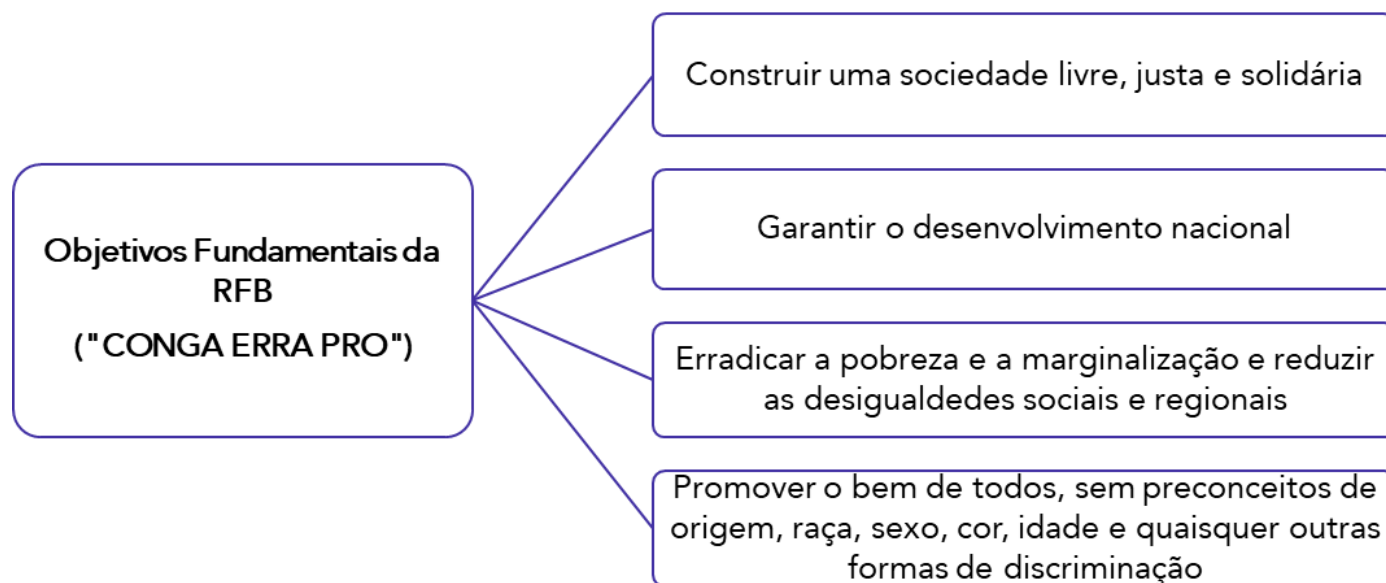 Objetivos Fundamentais da
RFB
("CONGA ERRA PRO")
Construir uma sociedade livre, justa e solidária
Garantir o desenvolvimento nacional
Erradicar a pobreza e a marginalização e reduzir
as desigualdedes sociais e regionais
Promover o bem de todos, sem preconceitos de
origem, raça, sexo, cor, idade e quaisquer outras
formas de discriminação